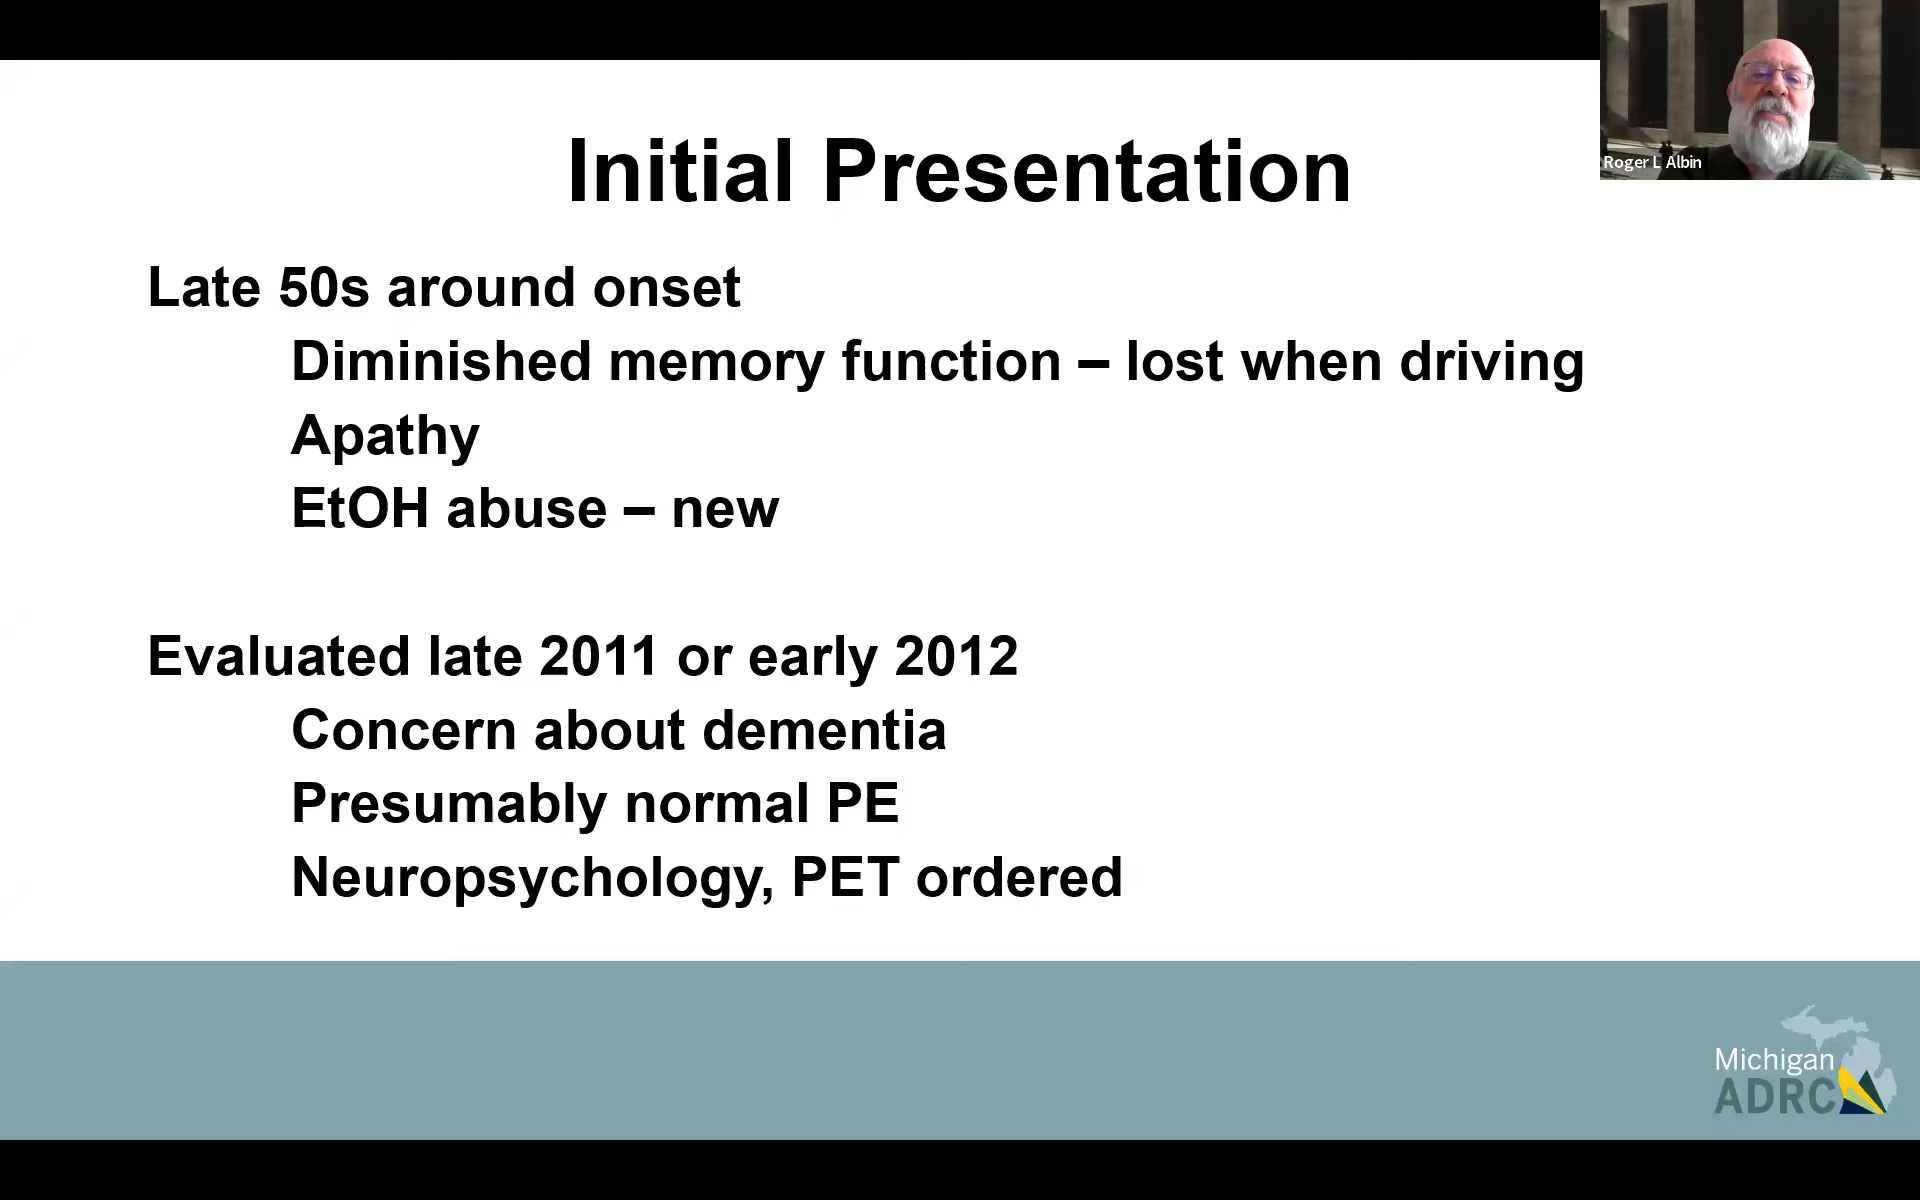 Initial Presentation
Roger L Albin
Late 50s around onset
Diminished memory function – lost when driving
Apathy
EtOH abuse – new
Evaluated late 2011 or early 2012
Concern about dementia
Presumably normal PE
Neuropsychology, PET ordered
Michigan
ADRC